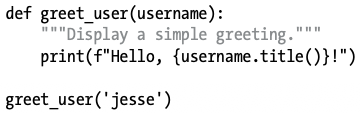 def greet_user(username):
    """Display a simple greeting."""
    print(f"Hello, {username.title()}!")

greet_user('jesse')